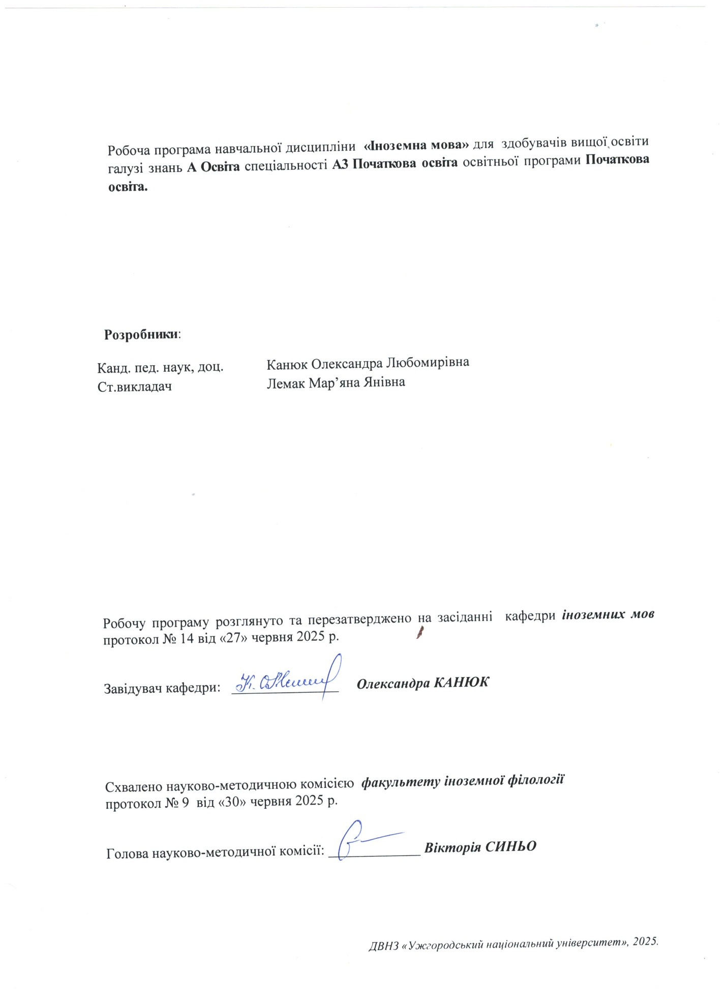 Робоча програма навчальної дисципліни «Іноземна мова» для здобувачів вищої освіти
галузі знань А Освіта спеціальності А3 Початкова освіта освітньої програми Початкова
освіта.
Розробники:
Канд. пед. наук, доц. Канюк Олександра Любомирівна
Ст.викладач Лемак Мар’яна Янівна
Робочу програму розглянуто та перезатверджено на засіданні кафедри іноземних мов
протокол № 14 від «27» червня 2025 р.
Завідувач кафедри: Олександра КАНЮК
Схвалено науково-методичною комісією факультету іноземної філології
протокол № 9 від «30» червня 2025 р.
Голова науково-методичної комісії: Вікторія СИНЬО
ДВНЗ «Ужгородський національний університет», 2025.